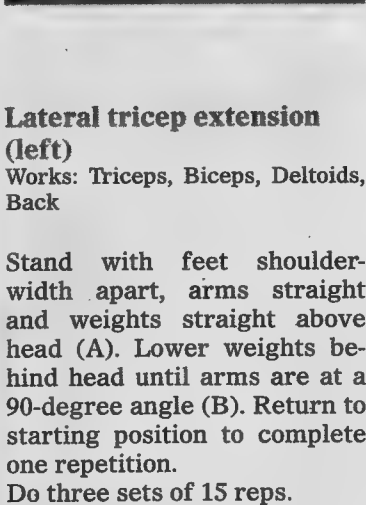 Lateral tricep extension
(left)
Works: Triceps, Biceps, Deltoids,
Back
Stand with feet shoulder-
width apart, arms straight
and weights straight above
head (A). Lower weights be-
hind head until arms are at a
90-degree angle (B). Return to
starting position to complete
one repetition.
Do three sets of 15 reps.